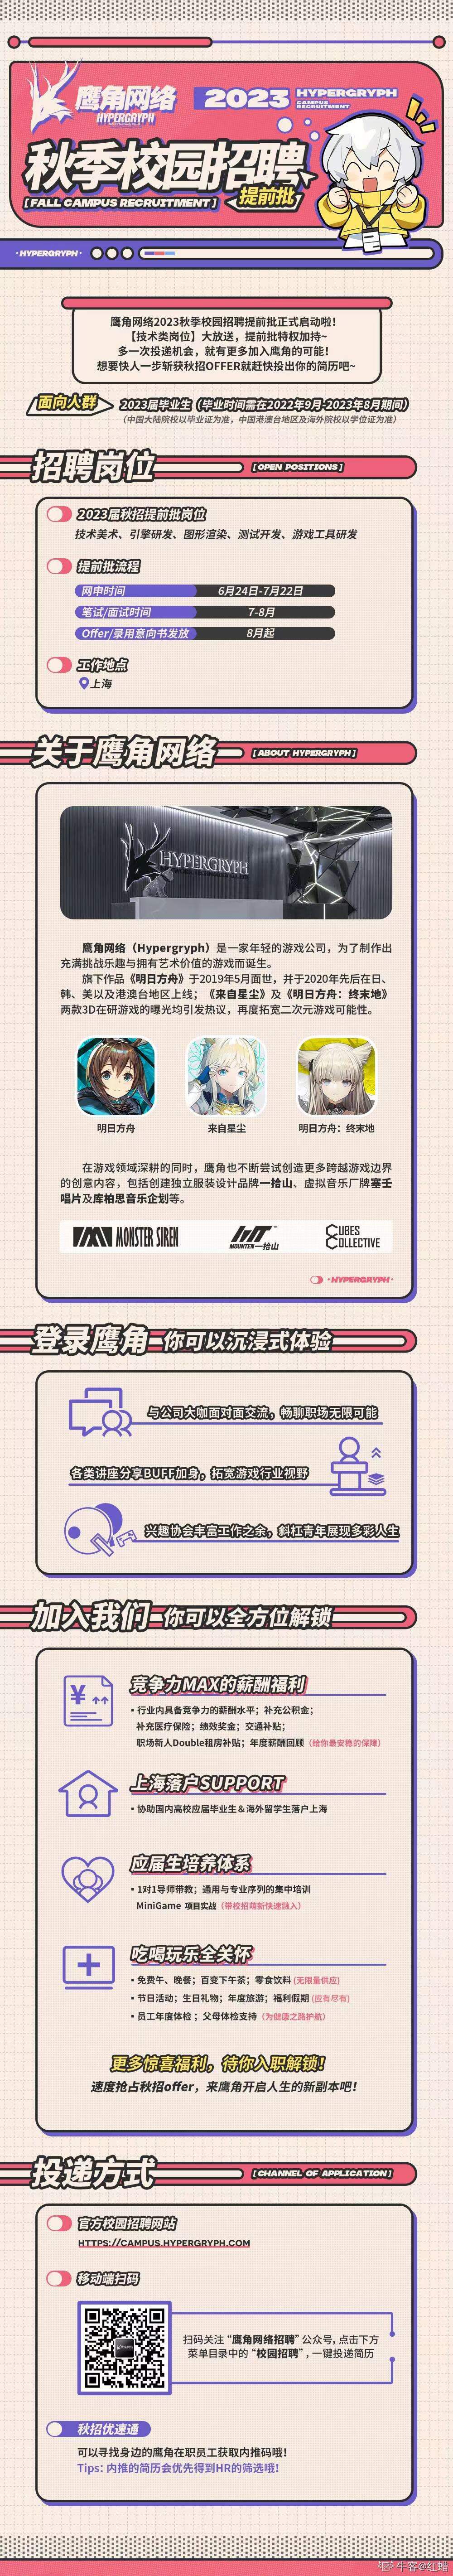 鹰角网络
HYPERGRYPH
2023 HYPERGRYPH
CAMPUS
RECRUITMENT
秋季校园招聘
[ FALL CAMPUS RECRUITMENT ]
提前批
·HYPERGRYPH·
鹰角网络2023秋季校园招聘提前批正式启动啦！
【技术类岗位】大放送，提前批特权加持~
多一次投递机会，就有更多加入鹰角的可能！
想要快人一步斩获秋招OFFER就赶快投出你的简历吧~
面向人群
2023届毕业生（毕业时间需在2022年9月-2023年8月期间）
（中国大陆院校以毕业证为准，中国港澳台地区及海外院校以学位证为准）
招聘岗位
[ OPEN POSITIONS ]
2023届秋招提前批岗位
技术美术、引擎研发、图形渲染、测试开发、游戏工具研发
提前批流程
网申时间 6月24日-7月22日
笔试/面试时间 7-8月
Offer/录用意向书发放 8月起
工作地点
上海
关于鹰角网络
[ ABOUT HYPERGRYPH ]
HYPERGRYPH
鹰角网络（Hypergryph）是一家年轻的游戏公司，为了制作出
充满挑战乐趣与拥有艺术价值的游戏而诞生。
旗下作品《明日方舟》于2019年5月面世，并于2020年先后在日、
韩、美以及港澳台地区上线；《来自星尘》及《明日方舟：终末地》
两款3D在研游戏的曝光均引发热议，再度拓宽二次元游戏可能性。
明日方舟
来自星尘
明日方舟：终末地
在游戏领域深耕的同时，鹰角也不断尝试创造更多跨越游戏边界
的创意内容，包括创建独立服装设计品牌一拾山、虚拟音乐厂牌塞壬
唱片及库柏思音乐企划等。
MONSTER SIREN
MOUNTEN一拾山
CUBES
COLLECTIVE
·HYPERGRYPH·
登录鹰角 你可以沉浸式体验
与公司大咖面对面交流，畅聊职场无限可能
各类讲座分享BUFF加身，拓宽游戏行业视野
兴趣协会丰富工作之余，斜杠青年展现多彩人生
加入我们 你可以全方位解锁
竞争力MAX的薪酬福利
▪ 行业内具备竞争力的薪酬水平；补充公积金；
补充医疗保险；绩效奖金；交通补贴；
职场新人Double租房补贴；年度薪酬回顾（给你最安稳的保障）
上海落户SUPPORT
▪ 协助国内高校应届毕业生＆海外留学生落户上海
应届生培养体系
▪ 1对1导师带教；通用与专业序列的集中培训
MiniGame 项目实战（带校招萌新快速融入）
吃喝玩乐全关怀
▪ 免费午、晚餐；百变下午茶；零食饮料 (无限量供应)
▪ 节日活动；生日礼物；年度旅游；福利假期 (应有尽有)
▪ 员工年度体检；父母体检支持（为健康之路护航）
更多惊喜福利，待你入职解锁！
速度抢占秋招offer，来鹰角开启人生的新副本吧！
投递方式
[ CHANNEL OF APPLICATION ]
官方校园招聘网站
HTTPS://CAMPUS.HYPERGRYPH.COM
移动端扫码
扫码关注“鹰角网络招聘”公众号，点击下方
菜单目录中的“校园招聘”，一键投递简历
秋招优速通
可以寻找身边的鹰角在职员工获取内推码哦！
Tips：内推的简历会优先得到HR的筛选哦！
牛客@红蜡